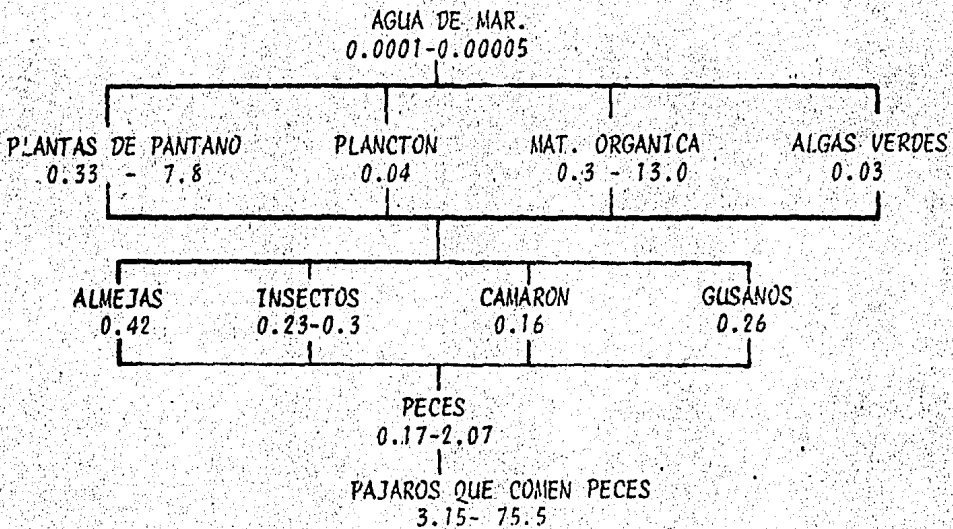 AGUA DE MAR.
0.0001-0.00005
PLANTAS DE PANTANO PLANCTON MAT. ORGANICA ALGAS VERDES
0.33 - 7.8 0.04 0.3 - 13.0 0.03
ALMEJAS INSECTOS CAMARON GUSANOS
0.42 0.23-0.3 0.16 0.26
PECES
0.17-2.07
PAJAROS QUE COMEN PECES
3.15- 75.5